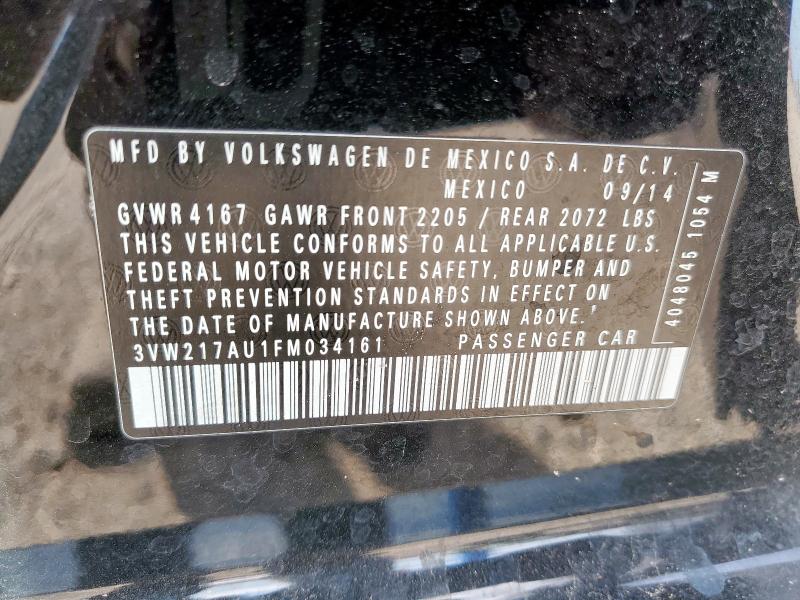 MFD BY VOLKSWAGEN DE MEXICO S.A. DE C.V.
MEXICO 09/14
GVWR 4167 GAWR FRONT 2205 / REAR 2072 LBS
THIS VEHICLE CONFORMS TO ALL APPLICABLE U.S.
FEDERAL MOTOR VEHICLE SAFETY, BUMPER AND
THEFT PREVENTION STANDARDS IN EFFECT ON
THE DATE OF MANUFACTURE SHOWN ABOVE.
3VW217AU1FM034161 PASSENGER CAR
4048045 1054 M